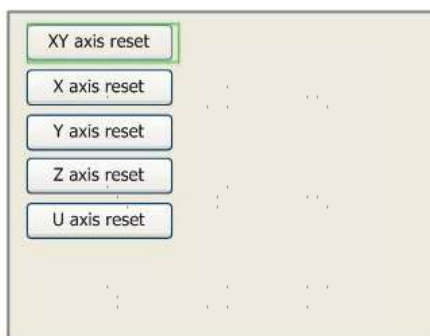 XY axis reset
X axis reset
Y axis reset
Z axis reset
U axis reset